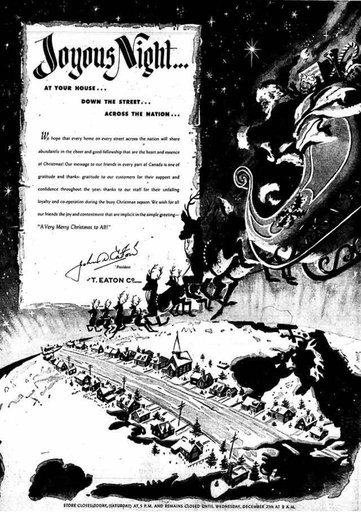 Joyous Night...
AT YOUR HOUSE...
DOWN THE STREET...
ACROSS THE NATION...
We hope that every home on every street across the nation will share
abundantly in the cheer and good-fellowship that are the heart and essence
of Christmas! Our message to our friends in every part of Canada is one of
gratitude and thanks: gratitude to our customers for their support and
confidence throughout the year; thanks to our staff for their unfailing
loyalty and co-operation during the busy Christmas season. We wish for all
our friends the joy and contentment that are implicit in the simple greeting—
"A Very Merry Christmas to All!"
John D Eaton
President
T. EATON Co
STORE CLOSES TODAY, (SATURDAY) AT 5 P.M. AND REMAINS CLOSED UNTIL WEDNESDAY, DECEMBER 27th AT 9 A.M.